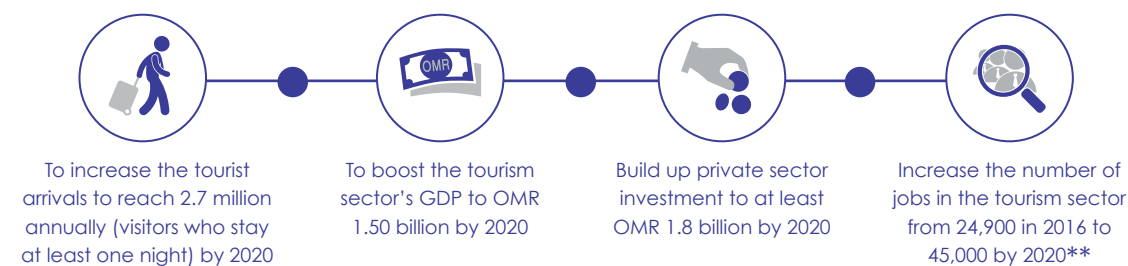 OMR
To increase the tourist
arrivals to reach 2.7 million
annually (visitors who stay
at least one night) by 2020
To boost the tourism
sector's GDP to OMR
1.50 billion by 2020
Build up private sector
investment to at least
OMR 1.8 billion by 2020
Increase the number of
jobs in the tourism sector
from 24,900 in 2016 to
45,000 by 2020**